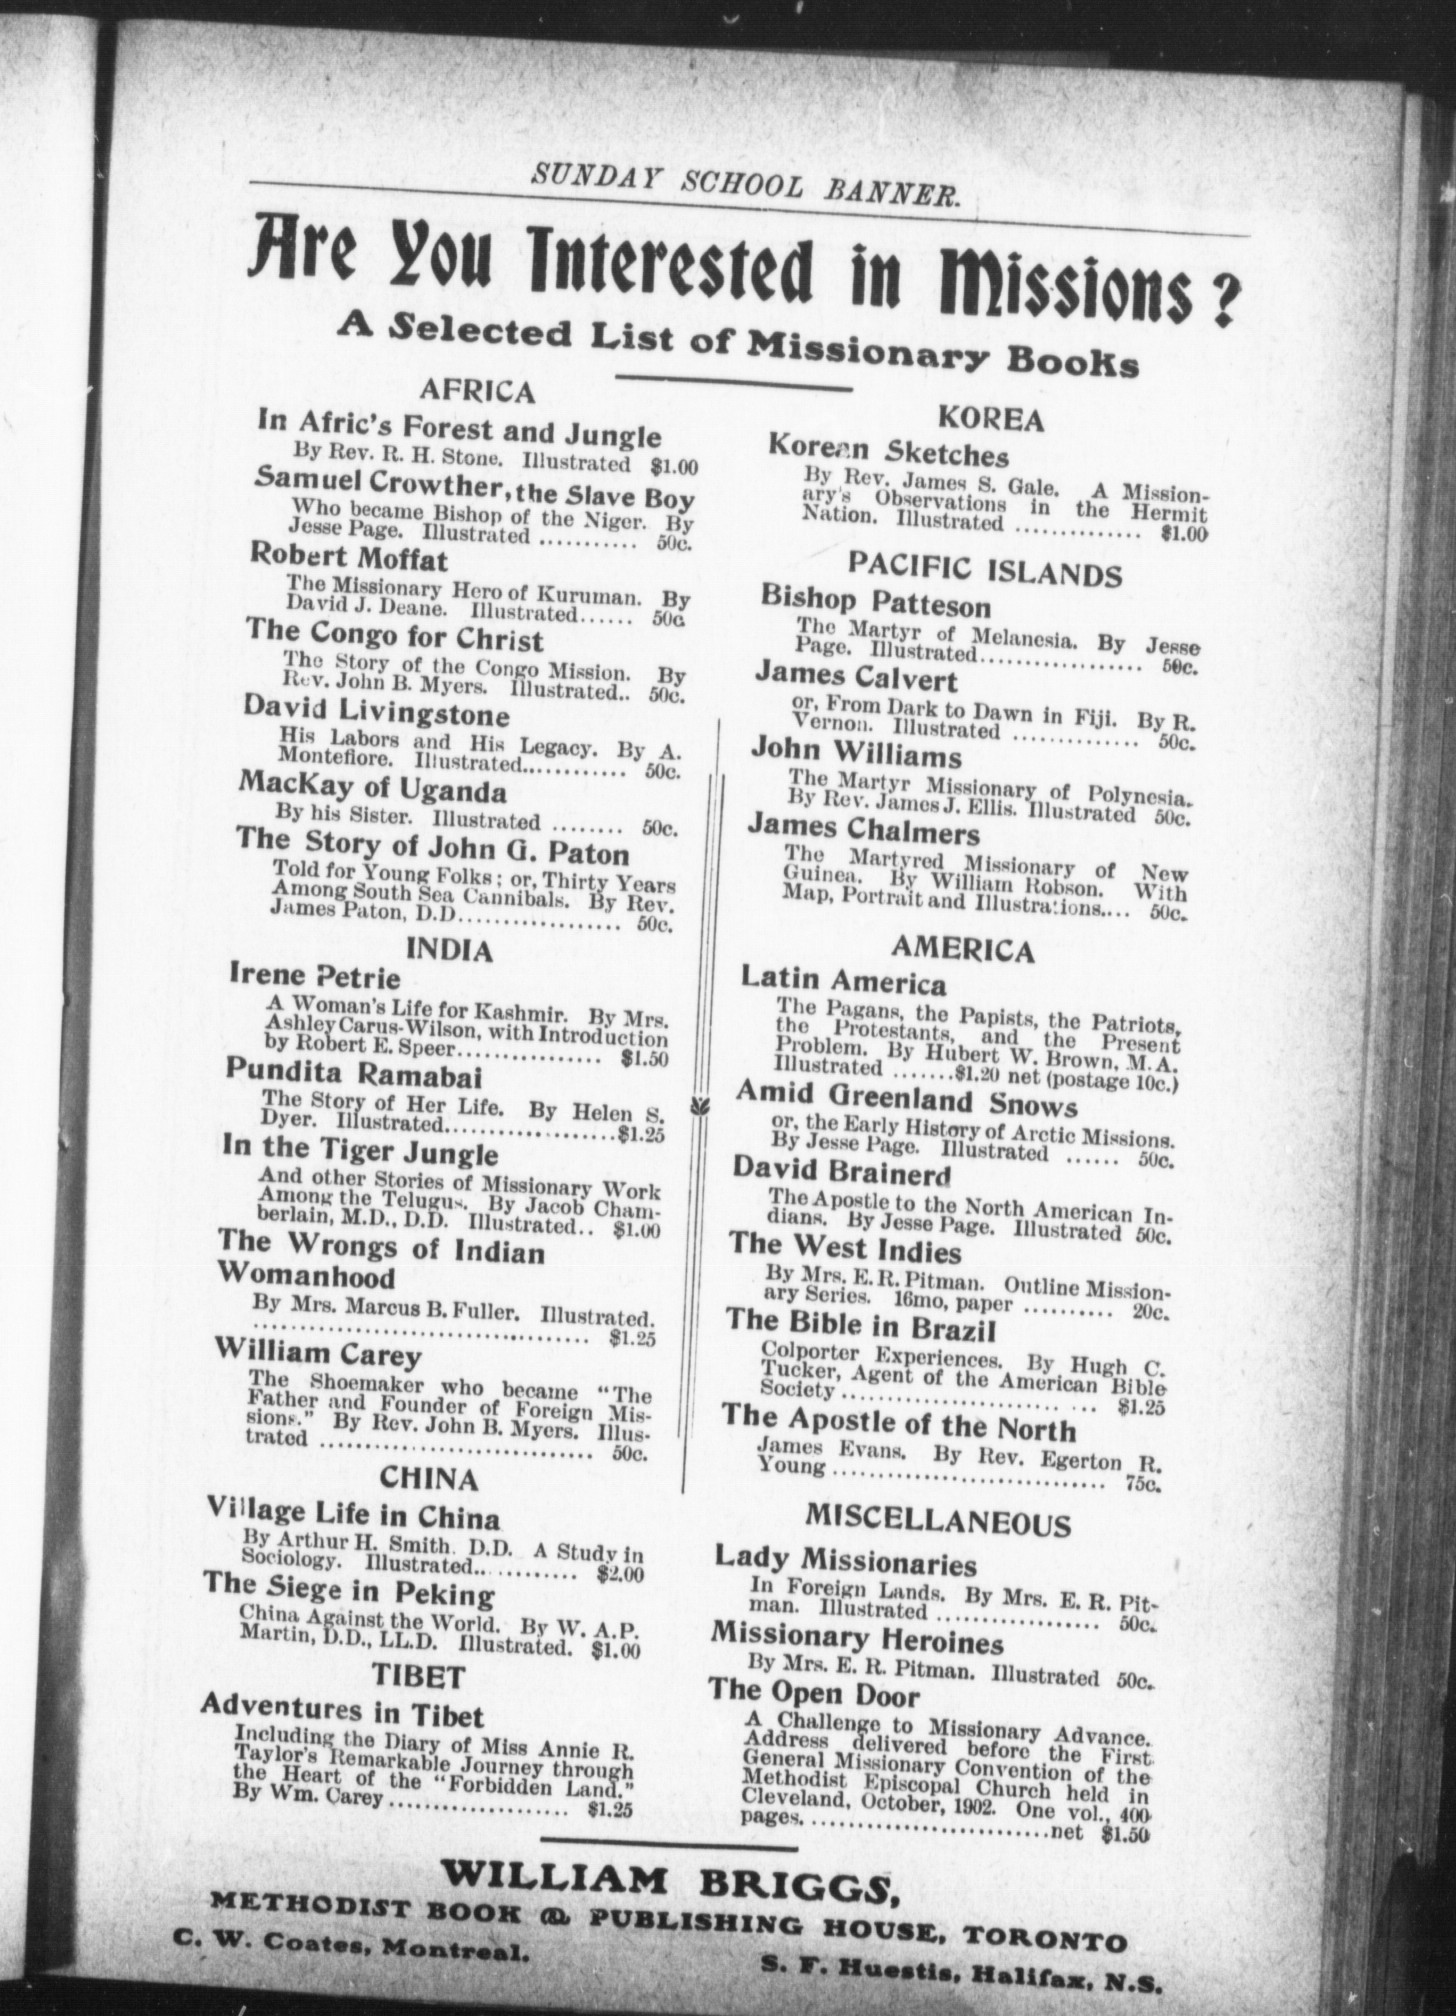 SUNDAY SCHOOL BANNER.
Are You Interested in Missions?
A Selected List of Missionary Books
AFRICA
In Afric's Forest and Jungle
By Rev. R. H. Stone. Illustrated $1.00
Samuel Crowther, the Slave Boy
Who became Bishop of the Niger. By
Jesse Page. Illustrated ........... 50c.
Robert Moffat
The Missionary Hero of Kuruman. By
David J. Deane. Illustrated...... 50c
The Congo for Christ
The Story of the Congo Mission. By
Rev. John B. Myers. Illustrated.. 50c.
David Livingstone
His Labors and His Legacy. By A.
Montefiore. Illustrated............ 50c.
MacKay of Uganda
By his Sister. Illustrated ........ 50c.
The Story of John G. Paton
Told for Young Folks; or, Thirty Years
Among South Sea Cannibals. By Rev.
James Paton, D.D.................. 50c.
INDIA
Irene Petrie
A Woman's Life for Kashmir. By Mrs.
Ashley Carus-Wilson, with Introduction
by Robert E. Speer................ $1.50
Pundita Ramabai
The Story of Her Life. By Helen S.
Dyer. Illustrated...................$1.25
In the Tiger Jungle
And other Stories of Missionary Work
Among the Telugus. By Jacob Cham-
berlain, M.D., D.D. Illustrated.. $1.00
The Wrongs of Indian
Womanhood
By Mrs. Marcus B. Fuller. Illustrated.
....................................... $1.25
William Carey
The Shoemaker who became "The
Father and Founder of Foreign Mis-
sions." By Rev. John B. Myers. Illus-
trated .............................. 50c.
CHINA
Village Life in China
By Arthur H. Smith. D.D. A Study in
Sociology. Illustrated............ $2.00
The Siege in Peking
China Against the World. By W. A.P.
Martin, D.D., LL.D. Illustrated. $1.00
TIBET
Adventures in Tibet
Including the Diary of Miss Annie R.
Taylor's Remarkable Journey through
the Heart of the "Forbidden Land."
By Wm. Carey .................... $1.25
KOREA
Korean Sketches
By Rev. James S. Gale. A Mission-
ary's Observations in the Hermit
Nation. Illustrated .............. $1.00
PACIFIC ISLANDS
Bishop Patteson
The Martyr of Melanesia. By Jesse
Page. Illustrated.................. 50c.
James Calvert
or, From Dark to Dawn in Fiji. By R.
Vernon. Illustrated .............. 50c.
John Williams
The Martyr Missionary of Polynesia.
By Rev. James J. Ellis. Illustrated 50c.
James Chalmers
The Martyred Missionary of New
Guinea. By William Robson. With
Map, Portrait and Illustrations.... 50c.
AMERICA
Latin America
The Pagans, the Papists, the Patriots,
the Protestants, and the Present
Problem. By Hubert W. Brown, M.A.
Illustrated .......$1.20 net (postage 10c.)
Amid Greenland Snows
or, the Early History of Arctic Missions.
By Jesse Page. Illustrated ...... 50c.
David Brainerd
The Apostle to the North American In-
dians. By Jesse Page. Illustrated 50c.
The West Indies
By Mrs. E. R. Pitman. Outline Mission-
ary Series. 16mo, paper .......... 20c.
The Bible in Brazil
Colporter Experiences. By Hugh C.
Tucker, Agent of the American Bible
Society ........................... $1.25
The Apostle of the North
James Evans. By Rev. Egerton R.
Young .............................. 75c.
MISCELLANEOUS
Lady Missionaries
In Foreign Lands. By Mrs. E. R. Pit-
man. Illustrated .................. 50c.
Missionary Heroines
By Mrs. E. R. Pitman. Illustrated 50c.
The Open Door
A Challenge to Missionary Advance.
Address delivered before the First
General Missionary Convention of the
Methodist Episcopal Church held in
Cleveland, October, 1902. One vol., 400
pages. ..........................net $1.50
WILLIAM BRIGGS,
METHODIST BOOK & PUBLISHING HOUSE, TORONTO
C. W. Coates, Montreal. S. F. Huestis, Halifax, N.S.